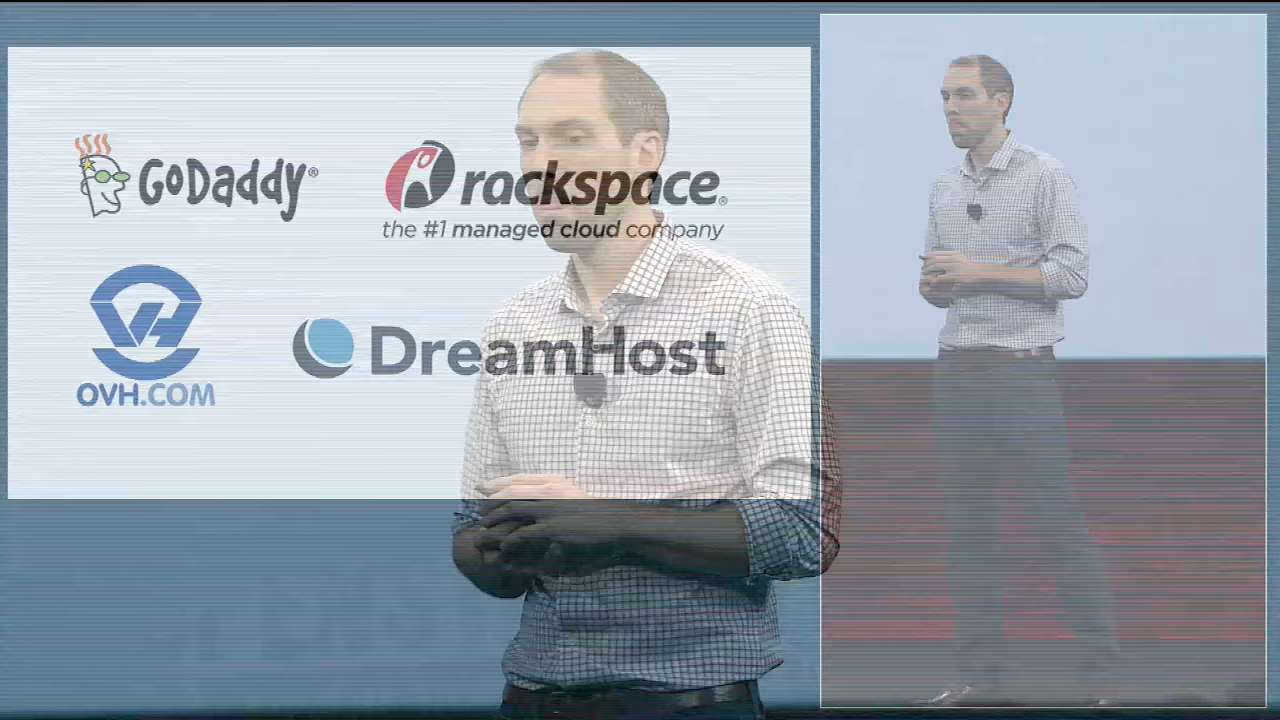 GoDaddy®
rackspace®
the #1 managed cloud company
OVH.COM
DreamHost